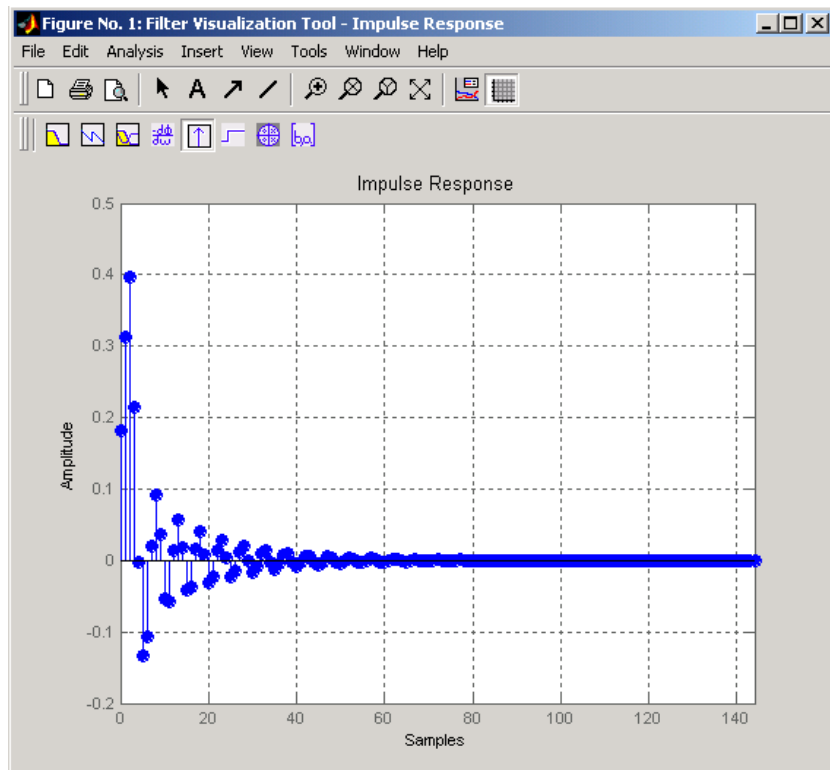 Figure No. 1: Filter Visualization Tool - Impulse Response
File Edit Analysis Insert View Tools Window Help
A
-dΦ
dω
[b,a]
Impulse Response
0.5
0.4
0.3
0.2
0.1
0
-0.1
-0.2
Amplitude
0 20 40 60 80 100 120 140
Samples